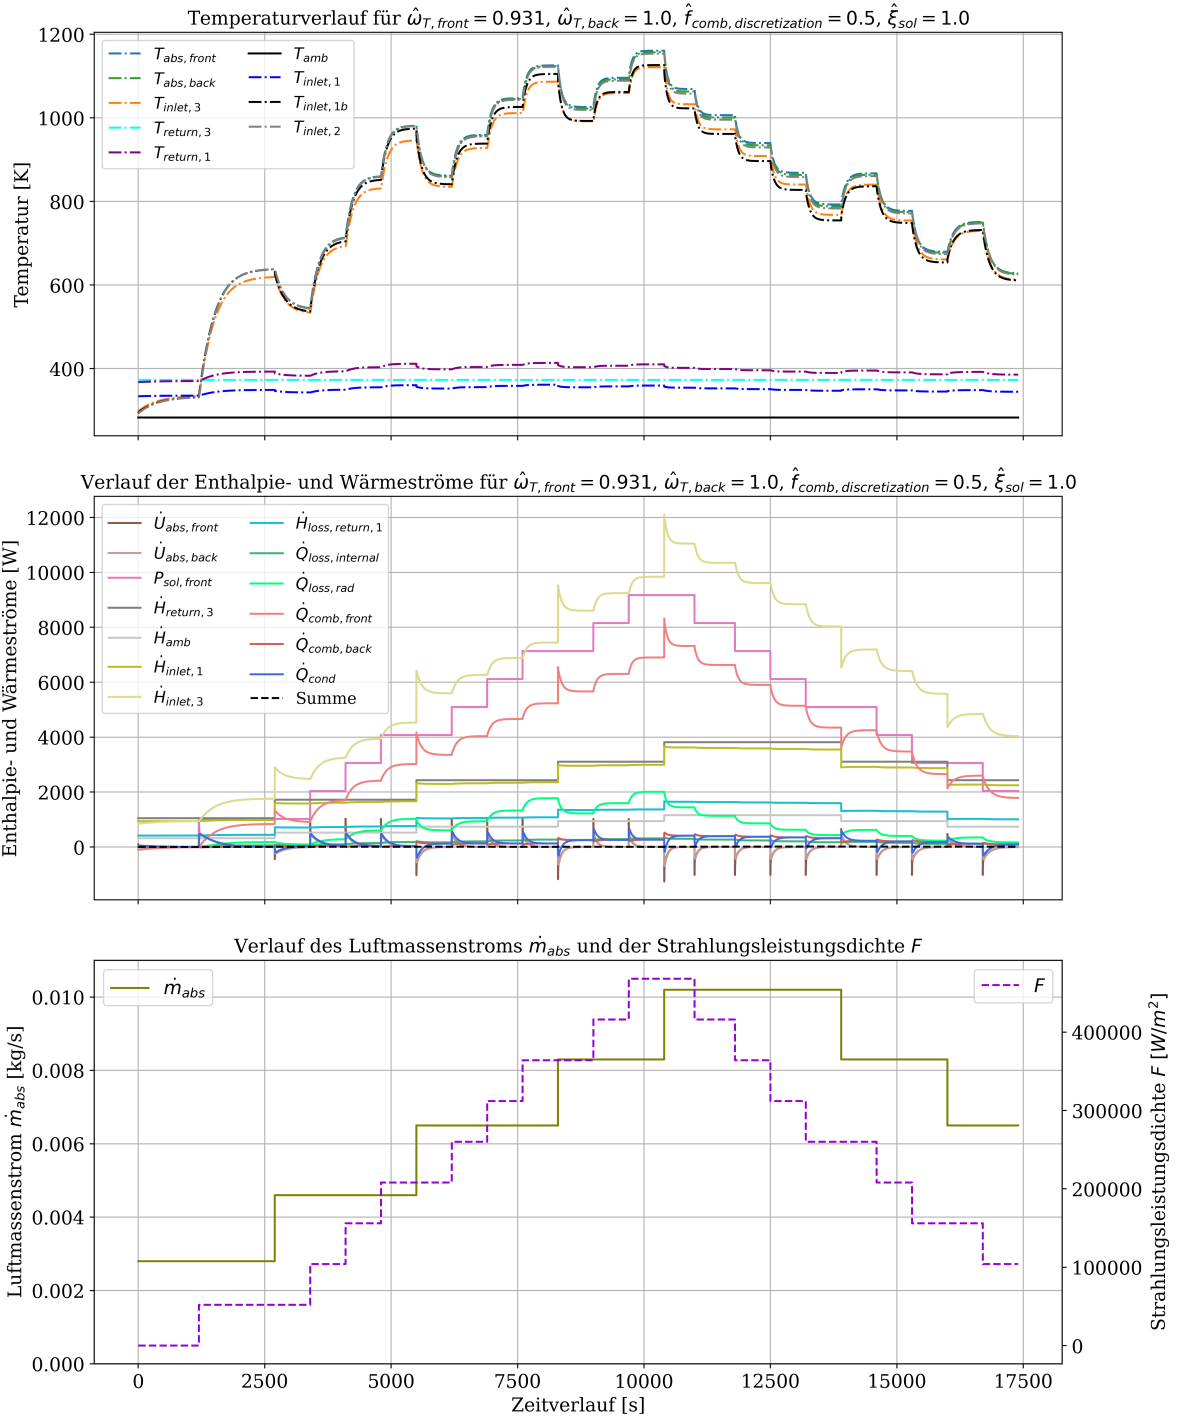 Temperaturverlauf für ω̂_T,front = 0.931, ω̂_T,back = 1.0, f̂_comb,discretization = 0.5, ξ̂_sol = 1.0
1200
1000
800
600
400
Temperatur [K]
T_abs,front
T_abs,back
T_inlet,3
T_return,3
T_return,1
T_amb
T_inlet,1
T_inlet,1b
T_inlet,2
Verlauf der Enthalpie- und Wärmeströme für ω̂_T,front = 0.931, ω̂_T,back = 1.0, f̂_comb,discretization = 0.5, ξ̂_sol = 1.0
12000
10000
8000
6000
4000
2000
0
Enthalpie- und Wärmeströme [W]
U̇_abs,front
U̇_abs,back
P_sol,front
Ḣ_return,3
Ḣ_amb
Ḣ_inlet,1
Ḣ_inlet,3
Ḣ_loss,return,1
Q̇_loss,internal
Q̇_loss,rad
Q̇_comb,front
Q̇_comb,back
Q̇_cond
Summe
Verlauf des Luftmassenstroms ṁ_abs und der Strahlungsleistungsdichte F
0.010
0.008
0.006
0.004
0.002
0.000
Luftmassenstrom ṁ_abs [kg/s]
ṁ_abs
F
400000
300000
200000
100000
0
Strahlungsleistungsdichte F [W/m²]
0
2500
5000
7500
10000
12500
15000
17500
Zeitverlauf [s]